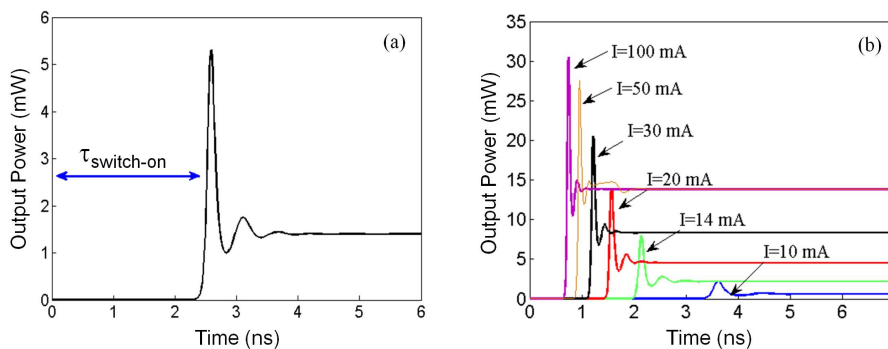 (a)
Output Power (mW)
6
5
4
3
2
1
0
τswitch-on
0 1 2 3 4 5 6
Time (ns)
(b)
Output Power (mW)
35
30
25
20
15
10
5
0
I=100 mA
I=50 mA
I=30 mA
I=20 mA
I=14 mA
I=10 mA
0 1 2 3 4 5 6
Time (ns)